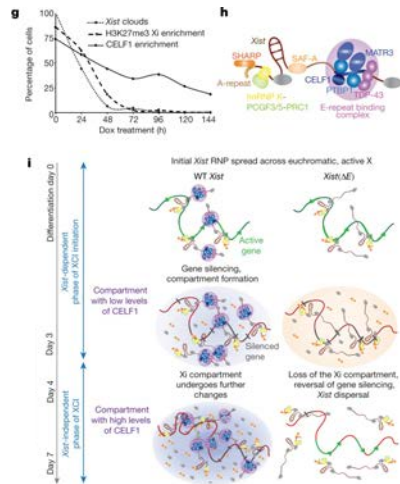 g
Xist clouds
H3K27me3 Xi enrichment
CELF1 enrichment
Percentage of cells
100
80
60
40
20
0
0 24 48 72 96 120 144
Dox treatment (h)
h
Xist
SHARP
SAF-A
MATR3
A-repeat
CELF1
hnRNP K–
PCGF3/5–PRC1
PTBP1
TDP-43
E-repeat binding
complex
i
Initial Xist RNP spread across euchromatic, active X
WT Xist
Xist(ΔE)
Differentiation day 0
Active
gene
Xist-dependent
phase of XCI initiation
Gene silencing,
compartment formation
Compartment
with low levels
of CELF1
Silenced
gene
Day 3
Day 4
Xi compartment
undergoes further
changes
Loss of the Xi compartment,
reversal of gene silencing,
Xist dispersal
Xist-independent
phase of XCI
Compartment
with high levels
of CELF1
Day 7